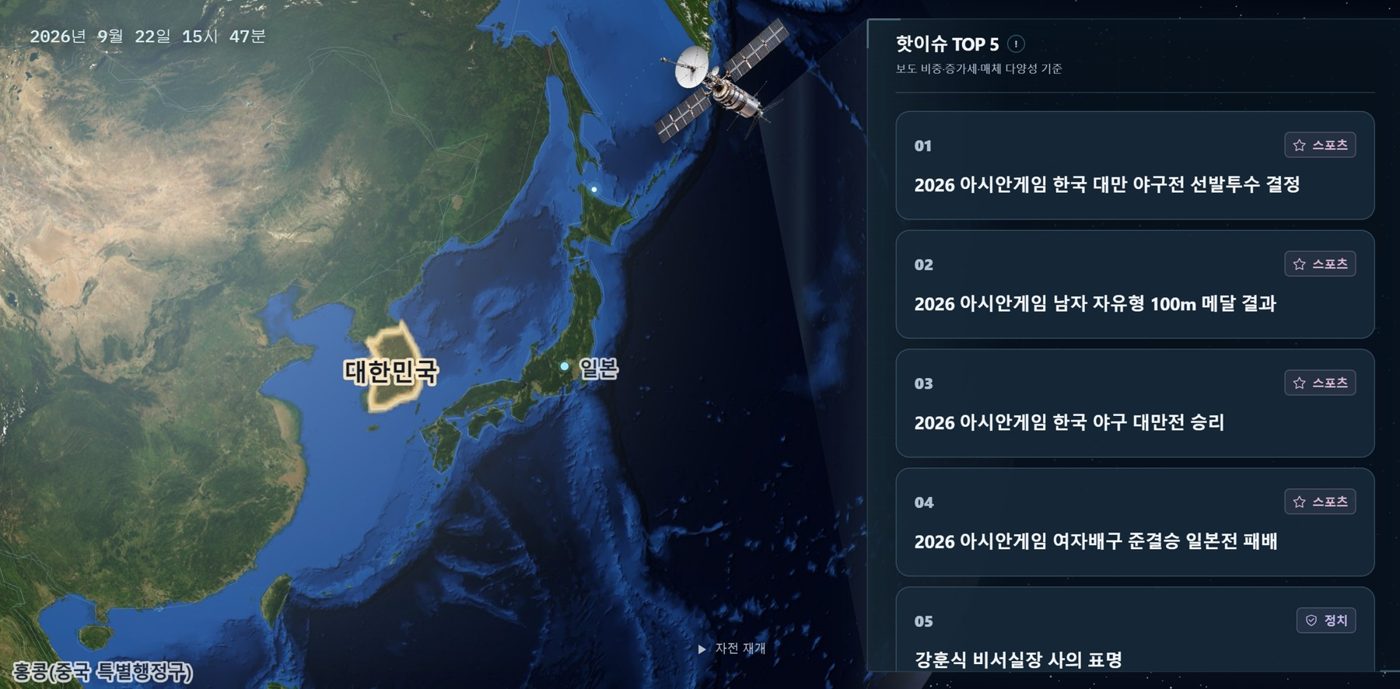 2026년 9월 22일 15시 47분
대한민국
일본
홍콩(중국 특별행정구)
▶ 자전 재개
핫이슈 TOP 5 !
보도 비중·증가세·매체 다양성 기준
01
스포츠
2026 아시안게임 한국 대만 야구전 선발투수 결정
02
스포츠
2026 아시안게임 남자 자유형 100m 메달 결과
03
스포츠
2026 아시안게임 한국 야구 대만전 승리
04
스포츠
2026 아시안게임 여자배구 준결승 일본전 패배
05
정치
강훈식 비서실장 사의 표명